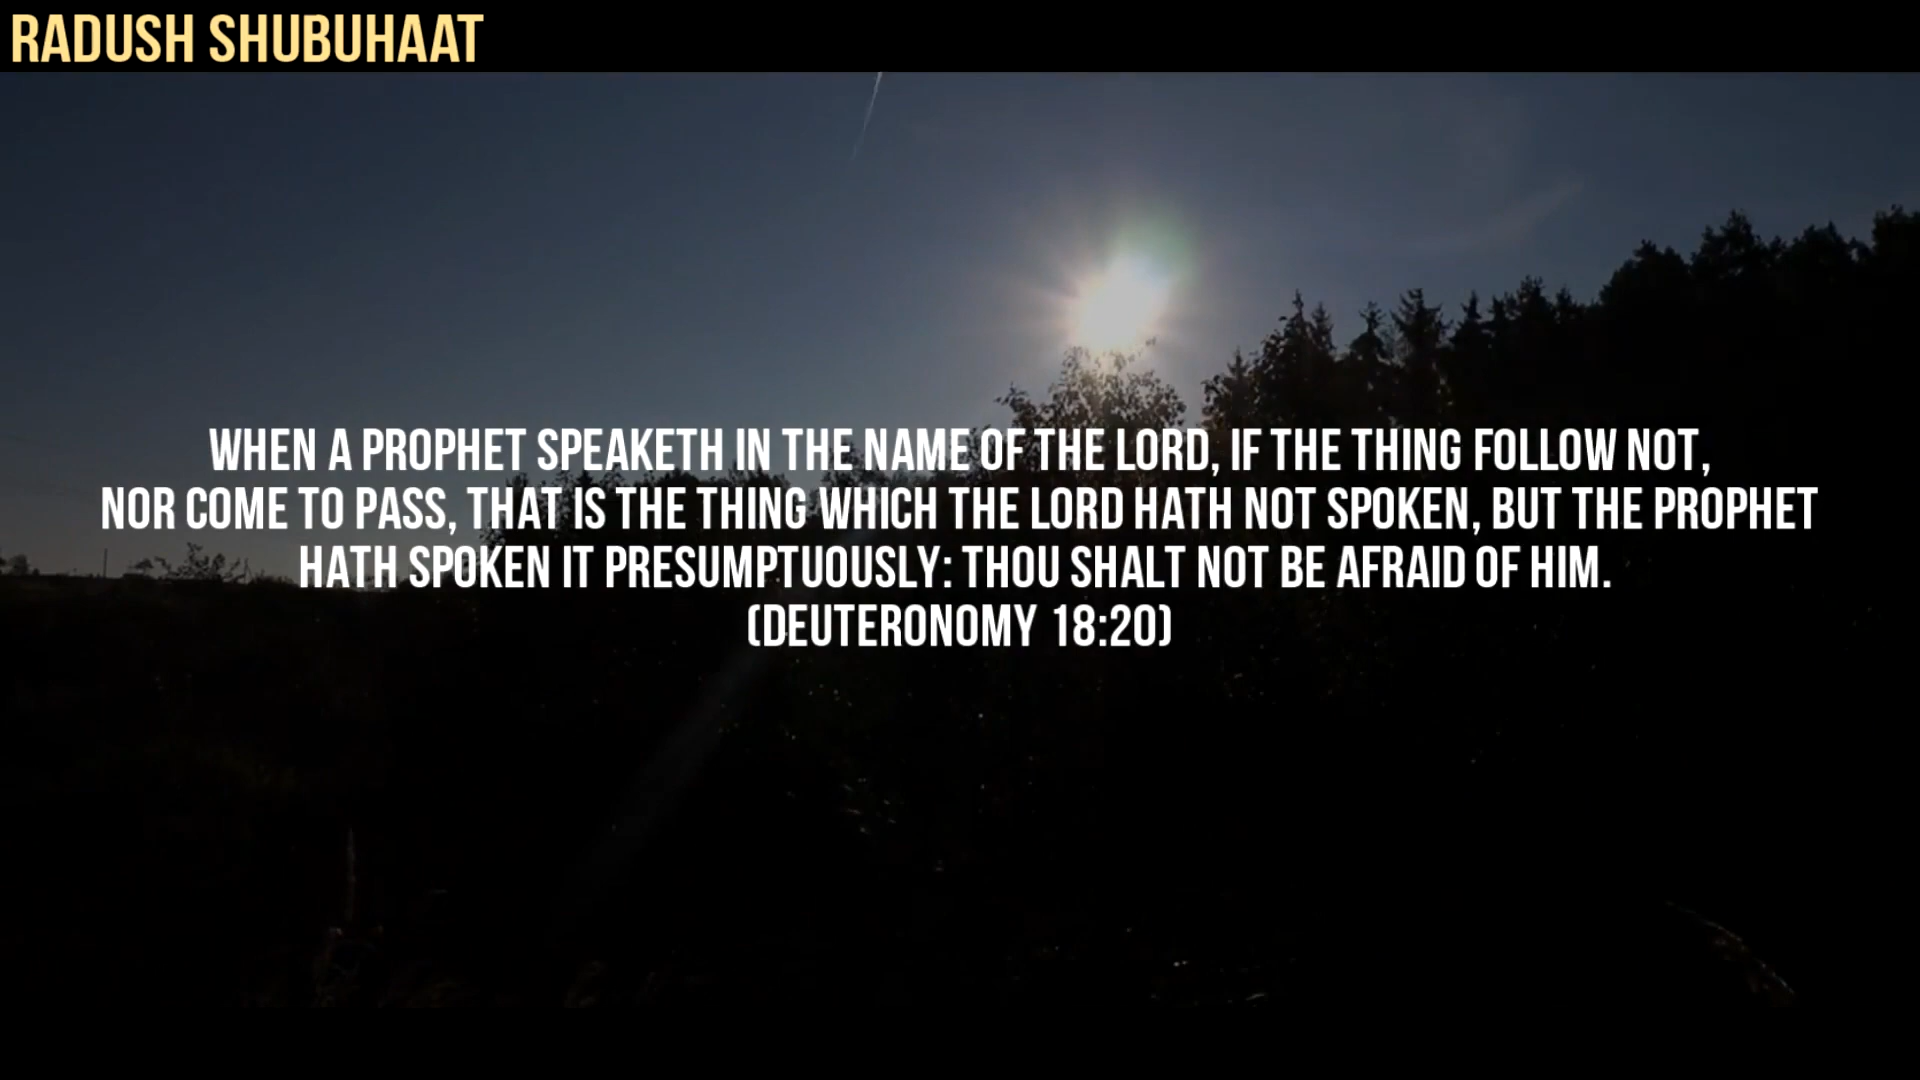 RADUSH SHUBUHAAT
WHEN A PROPHET SPEAKETH IN THE NAME OF THE LORD, IF THE THING FOLLOW NOT,
NOR COME TO PASS, THAT IS THE THING WHICH THE LORD HATH NOT SPOKEN, BUT THE PROPHET
HATH SPOKEN IT PRESUMPTUOUSLY: THOU SHALT NOT BE AFRAID OF HIM.
(DEUTERONOMY 18:20)